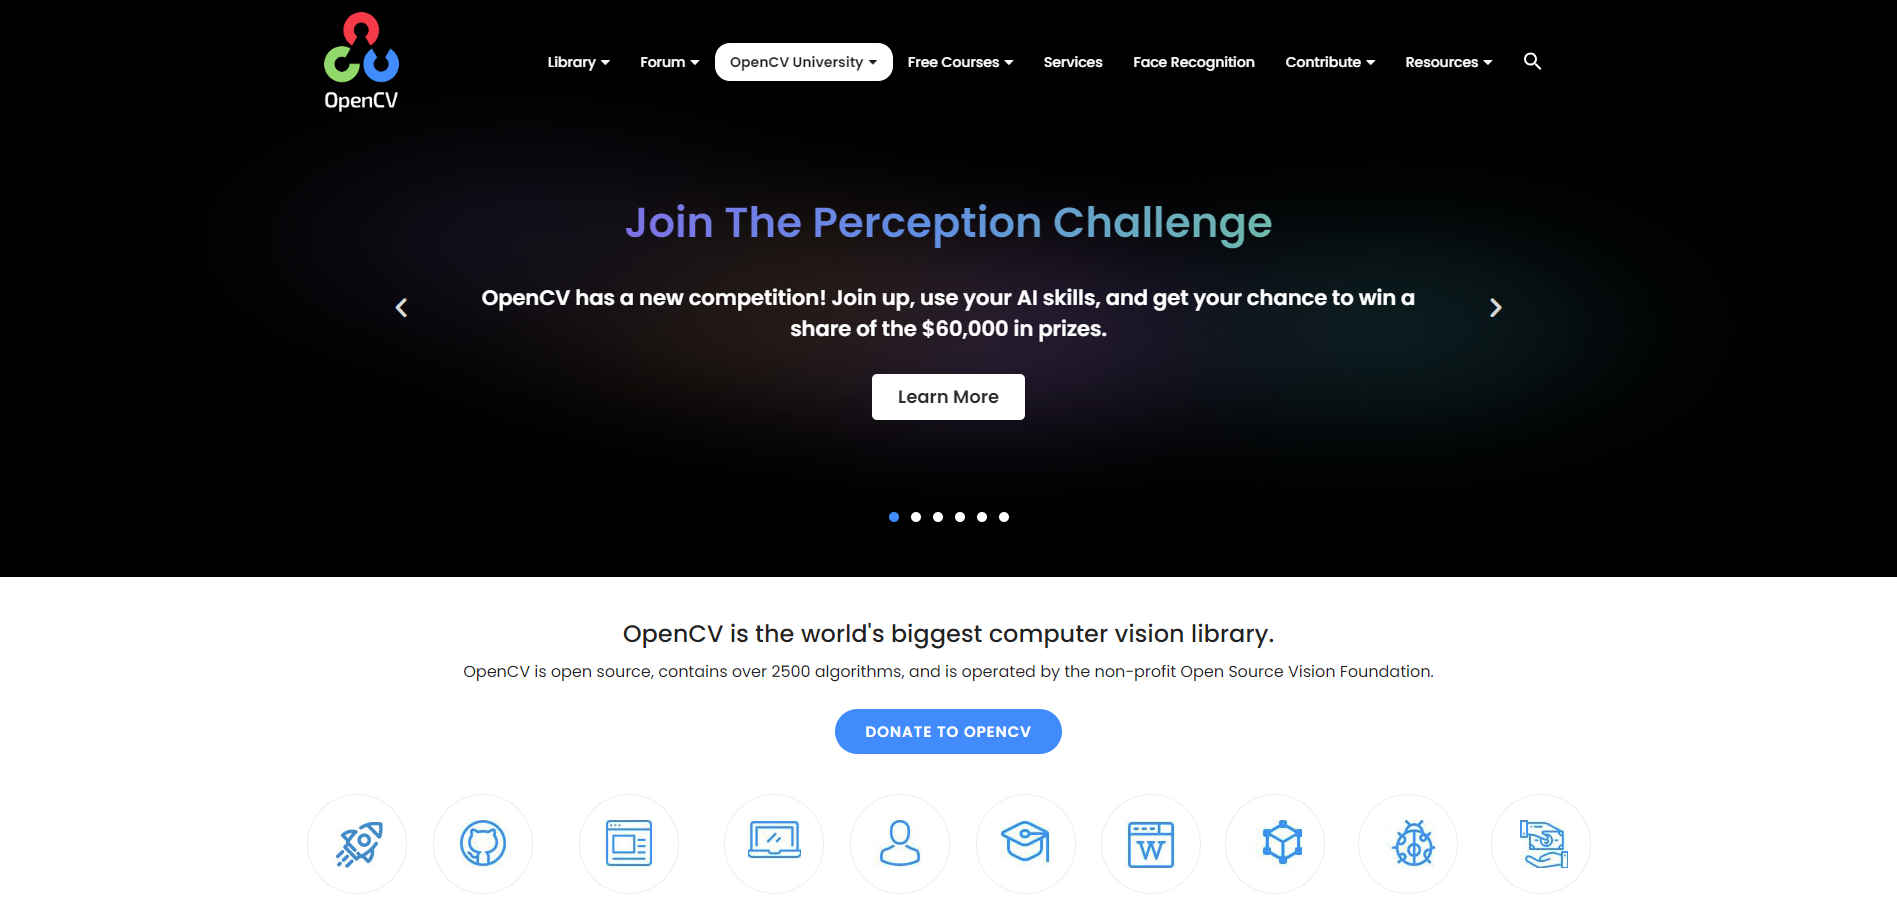 OpenCV
Library
Forum
OpenCV University
Free Courses
Services
Face Recognition
Contribute
Resources
Join The Perception Challenge
OpenCV has a new competition! Join up, use your AI skills, and get your chance to win a
share of the $60,000 in prizes.
Learn More
OpenCV is the world's biggest computer vision library.
OpenCV is open source, contains over 2500 algorithms, and is operated by the non-profit Open Source Vision Foundation.
DONATE TO OPENCV
W